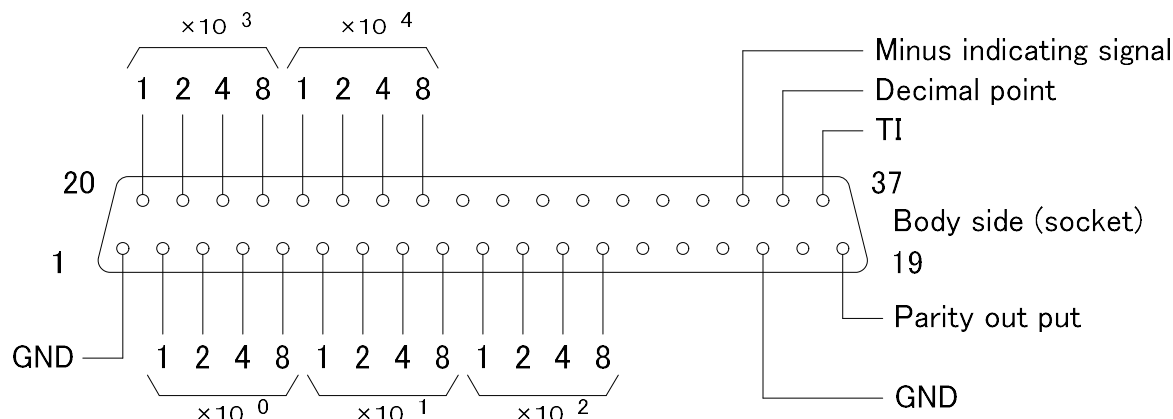 ×10 3 ×10 4
1 2 4 8 1 2 4 8
Minus indicating signal
Decimal point
TI
20 37
Body side (socket)
1 19
Parity out put
GND 1 2 4 8 1 2 4 8 1 2 4 8
GND
×10 0 ×10 1 ×10 2